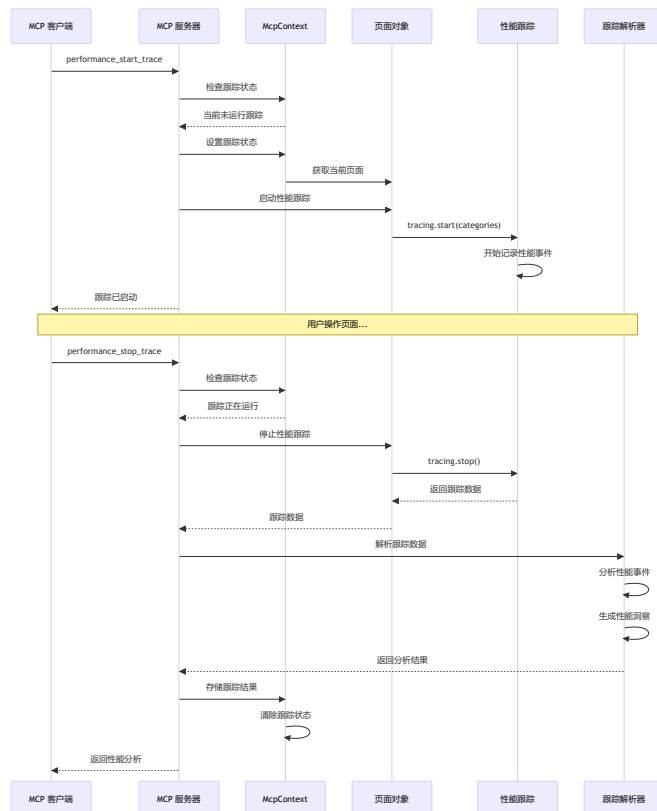 MCP 客户端
MCP 服务器
McpContext
页面对象
性能跟踪
跟踪解析器
performance_start_trace
检查跟踪状态
当前未运行跟踪
设置跟踪状态
获取当前页面
启动性能跟踪
tracing.start(categories)
开始记录性能事件
跟踪已启动
用户操作页面...
performance_stop_trace
检查跟踪状态
跟踪正在运行
停止性能跟踪
tracing.stop()
返回跟踪数据
跟踪数据
解析跟踪数据
分析性能事件
生成性能洞察
返回分析结果
存储跟踪结果
清除跟踪状态
返回性能分析
MCP 客户端
MCP 服务器
McpContext
页面对象
性能跟踪
跟踪解析器